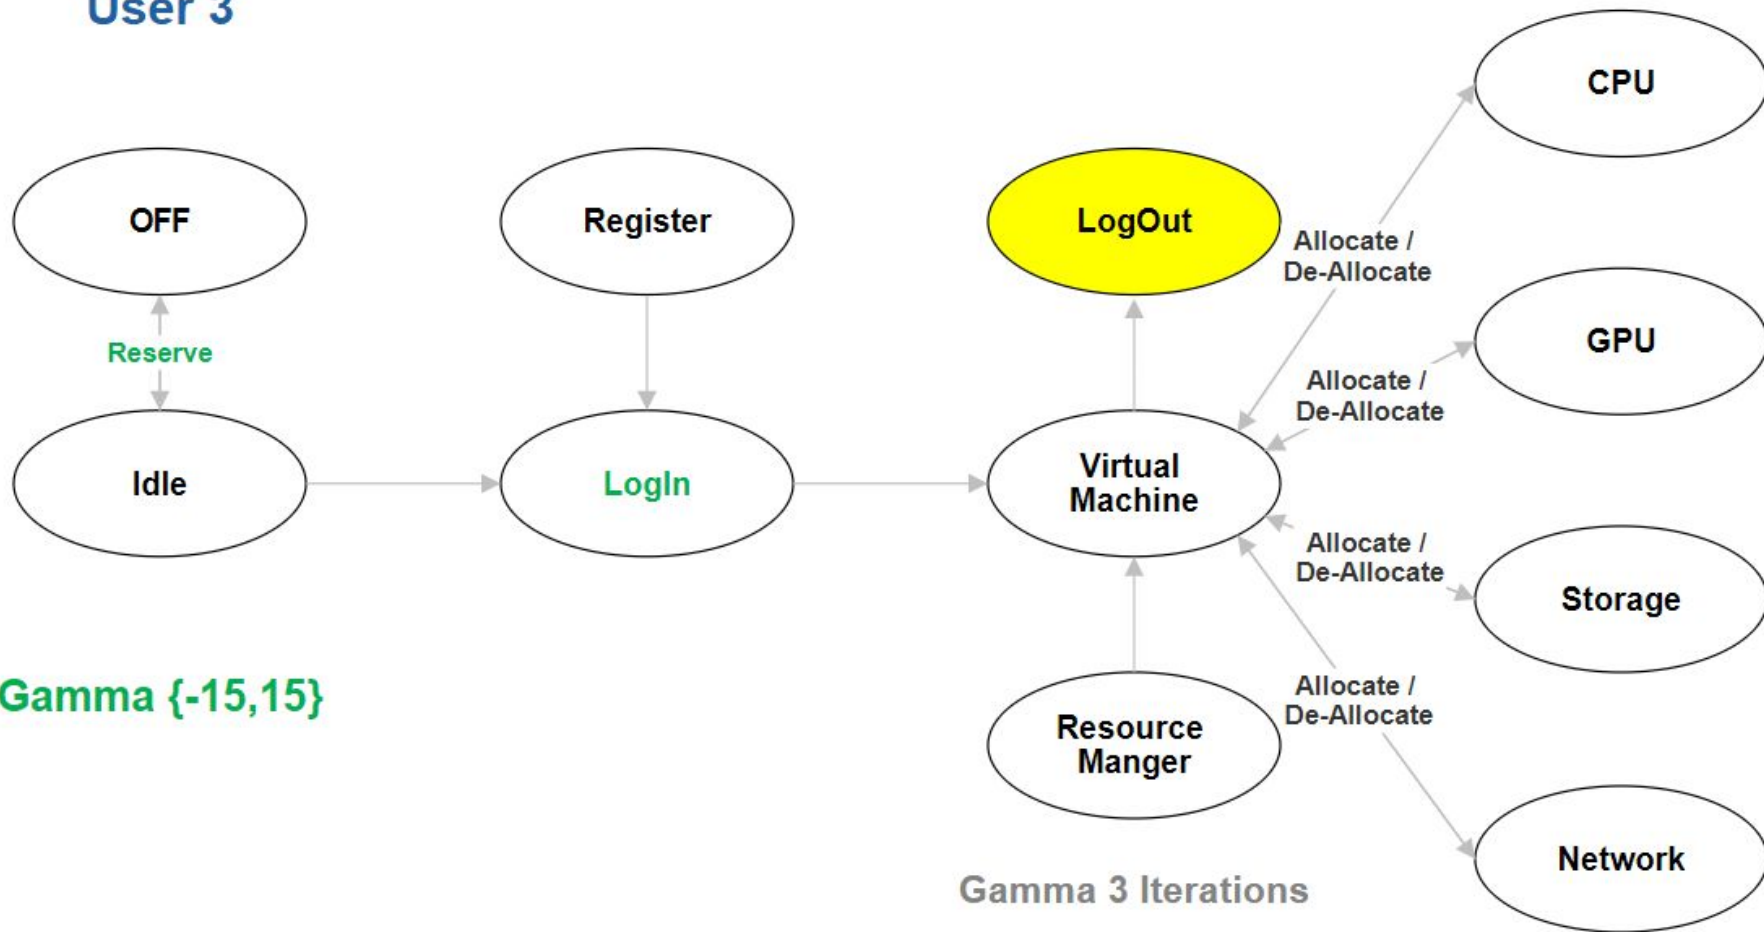 User 3
CPU
OFF
Register
LogOut
Allocate /
De-Allocate
Reserve
GPU
Allocate /
De-Allocate
Idle
LogIn
Virtual
Machine
Allocate /
De-Allocate
Storage
Gamma {-15,15}
Resource
Manger
Allocate /
De-Allocate
Network
Gamma 3 Iterations